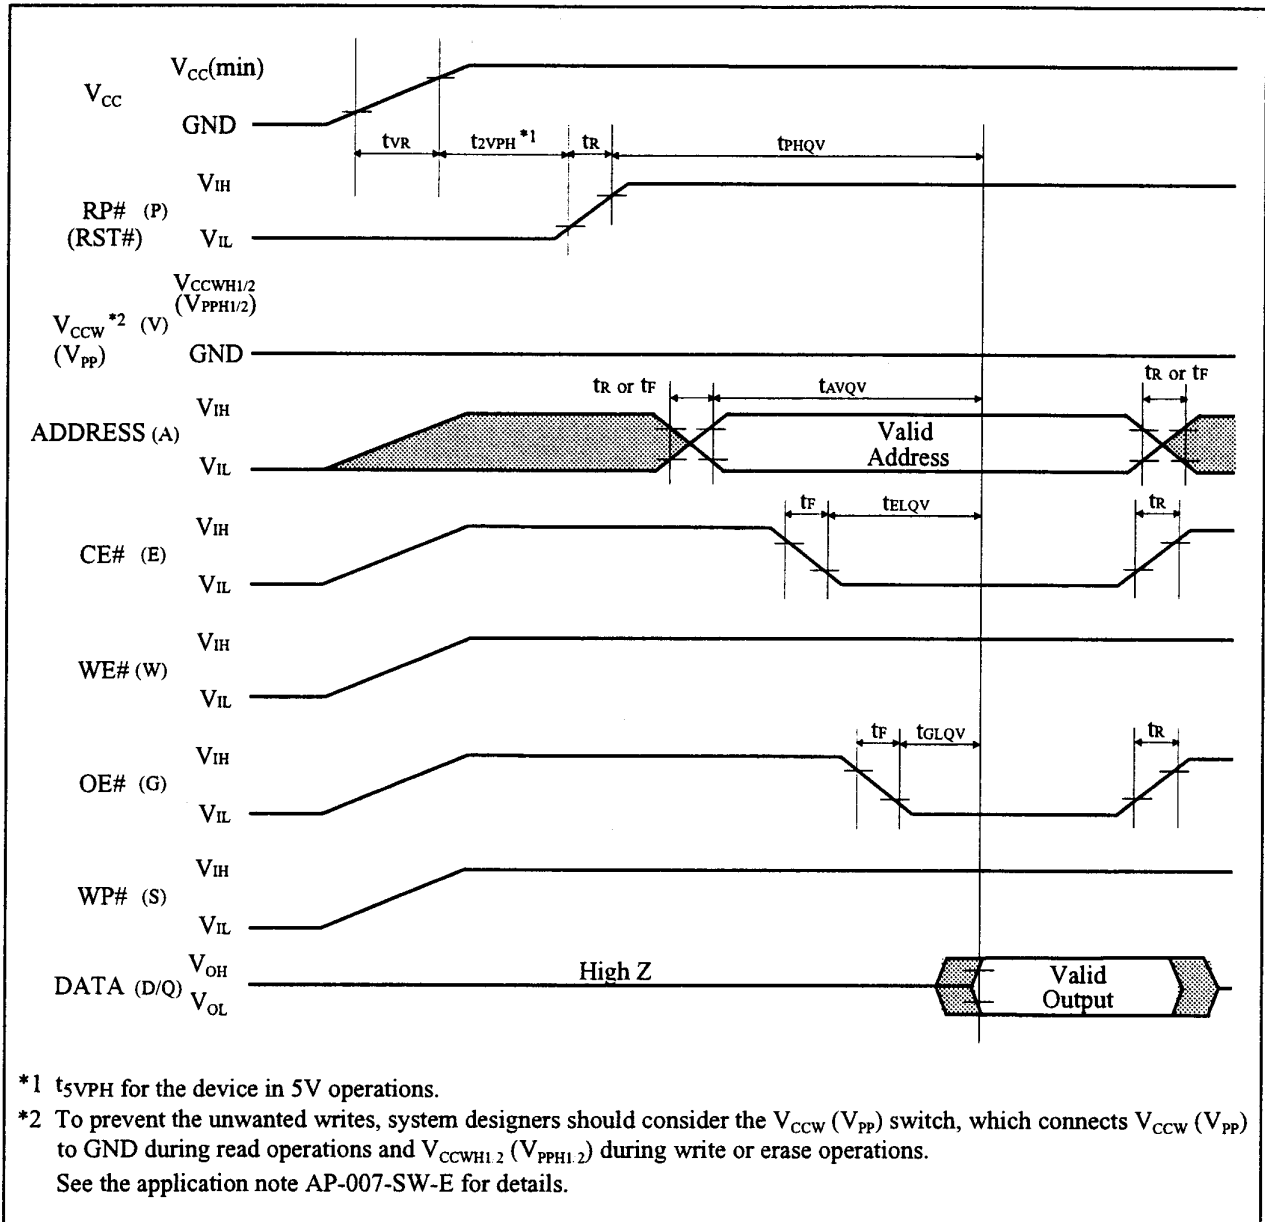 VCC(min)
VCC
GND
tVR t2VPH *1 tR tPHQV
VIH
RP# (P)
(RST#)
VIL
VCCWH1/2
(VPPH1/2)
VCCW *2 (V)
(VPP)
GND
tR or tF tAVQV tR or tF
VIH
ADDRESS (A)
Valid
Address
VIL
tF tELQV tR
VIH
CE# (E)
VIL
VIH
WE# (W)
VIL
tF tGLQV tR
VIH
OE# (G)
VIL
VIH
WP# (S)
VIL
VOH
High Z
DATA (D/Q)
Valid
Output
VOL
*1 t5VPH for the device in 5V operations.
*2 To prevent the unwanted writes, system designers should consider the VCCW (VPP) switch, which connects VCCW (VPP)
to GND during read operations and VCCWH1/2 (VPPH1/2) during write or erase operations.
See the application note AP-007-SW-E for details.